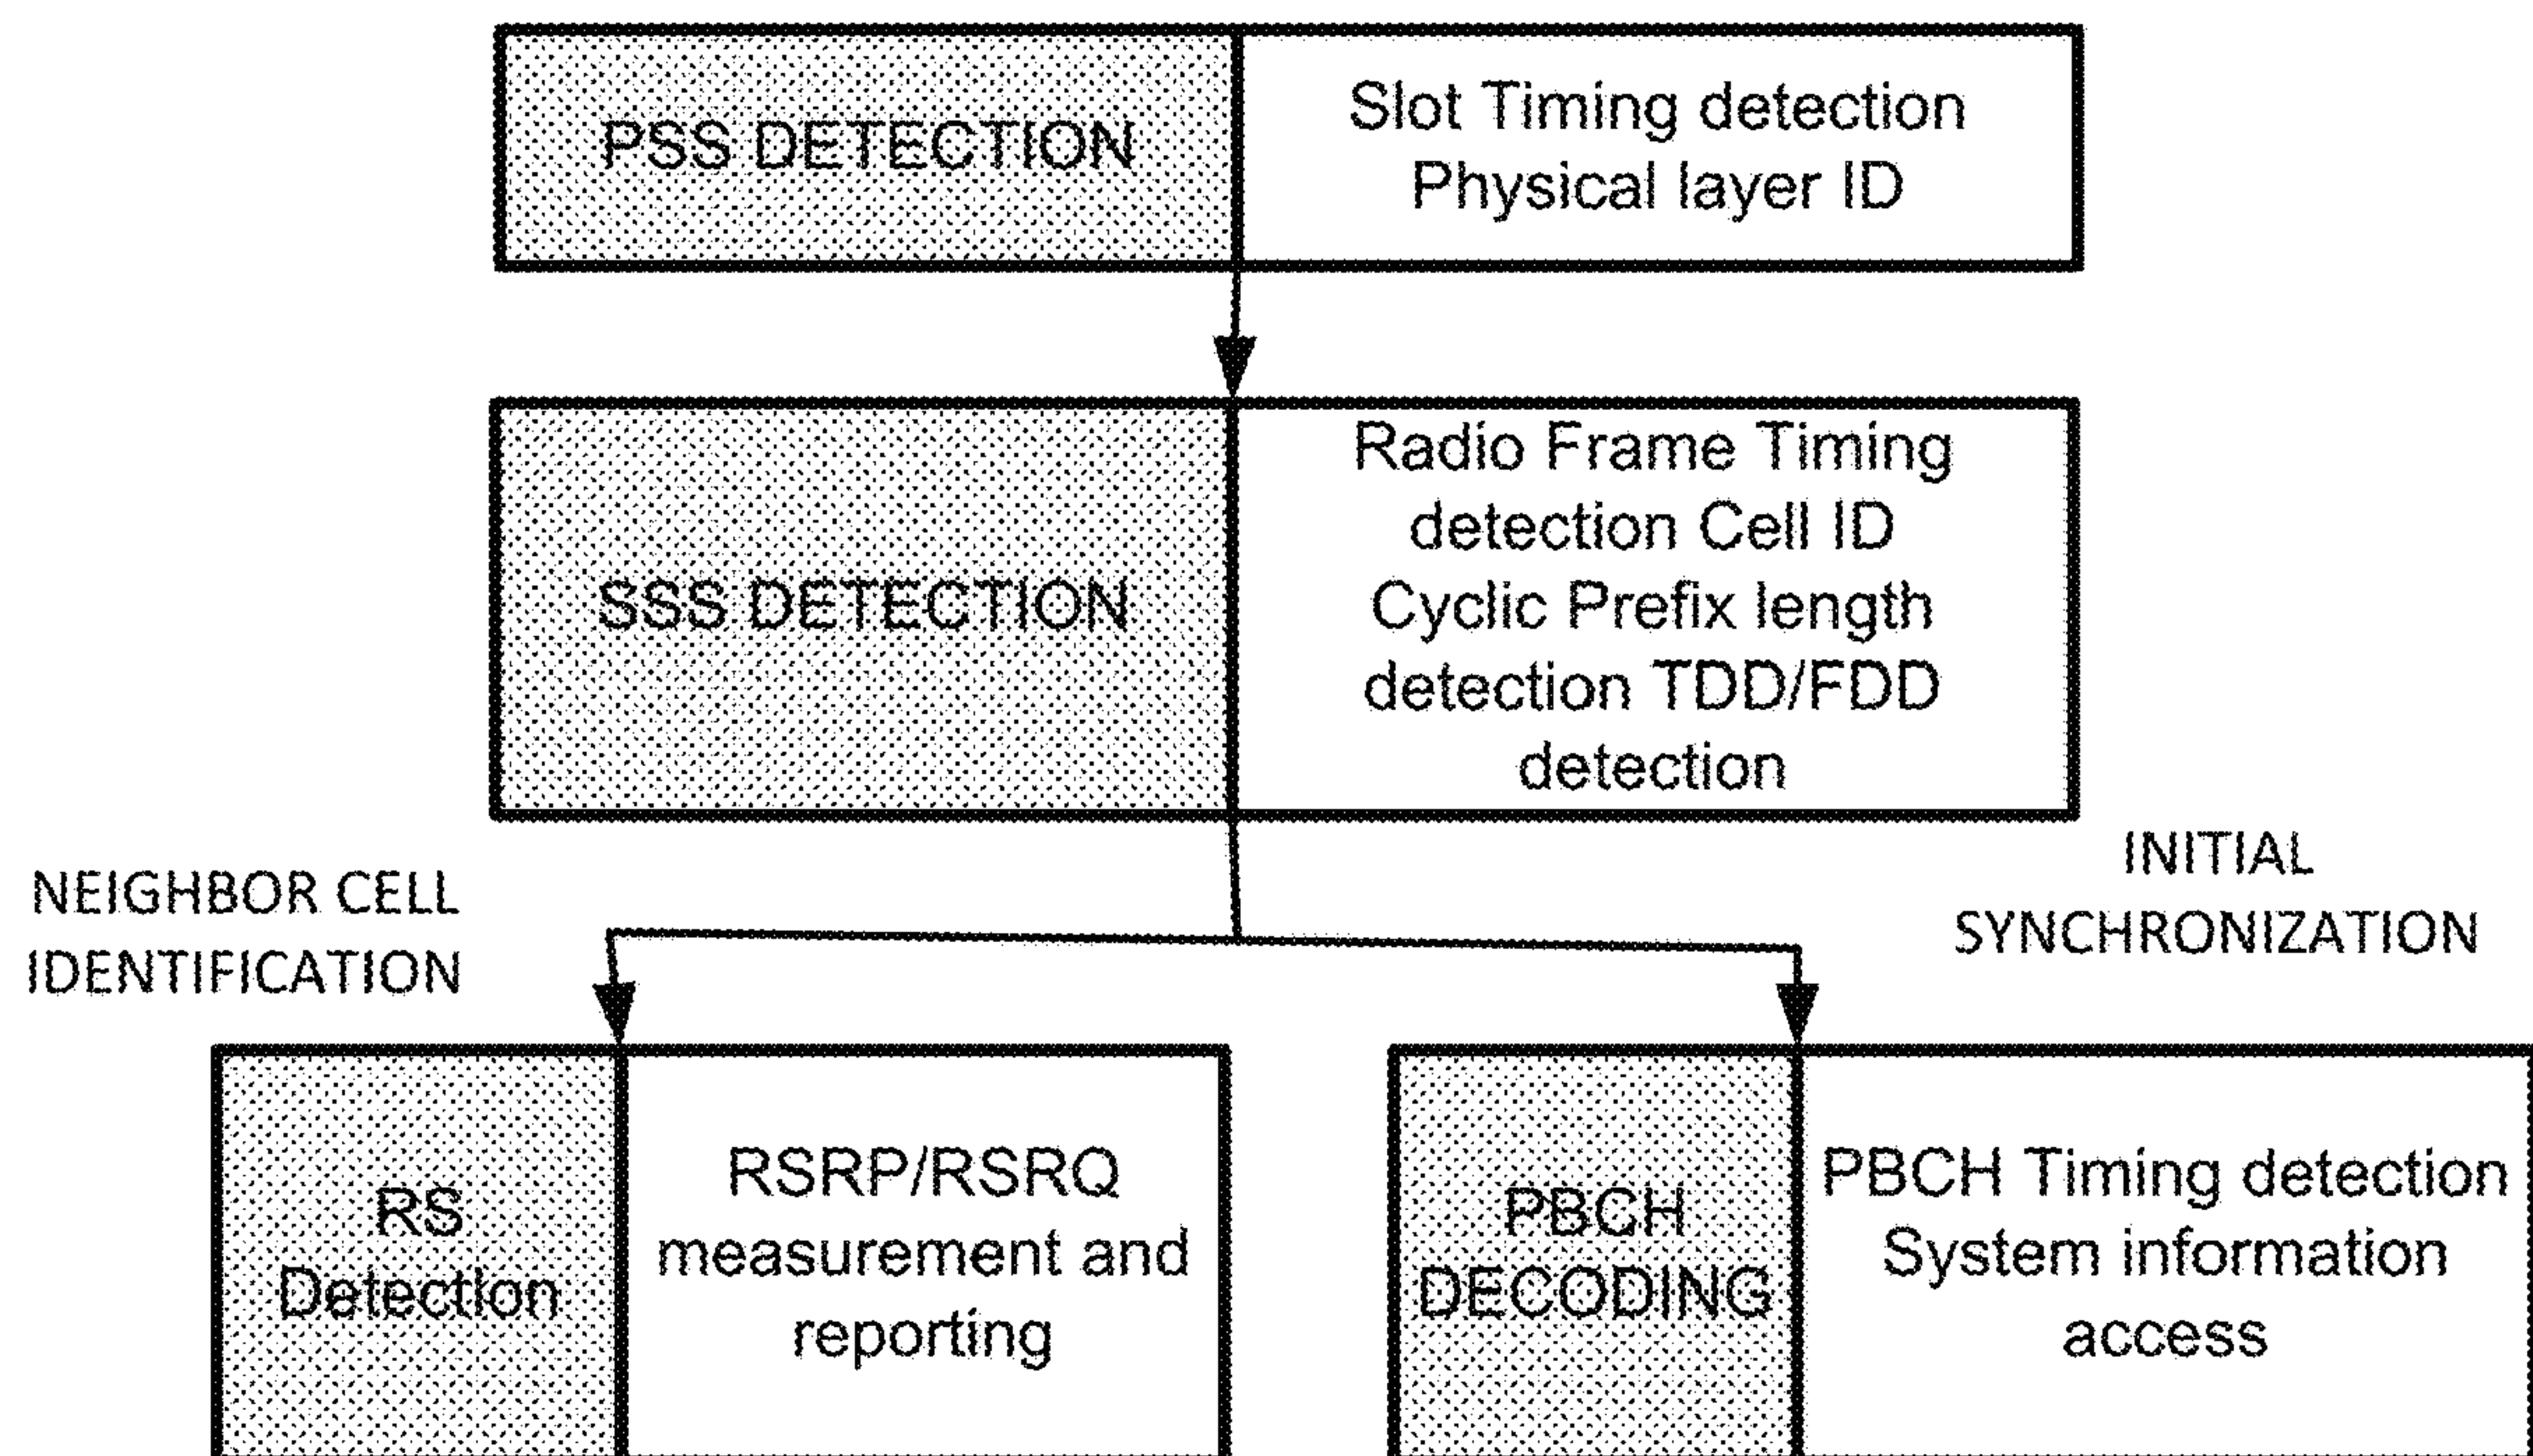 PSS DETECTION
Slot Timing detection
Physical layer ID
SSS DETECTION
Radio Frame Timing
detection Cell ID
Cyclic Prefix length
detection TDD/FDD
detection
NEIGHBOR CELL
IDENTIFICATION
INITIAL
SYNCHRONIZATION
RS
Detection
RSRP/RSRQ
measurement and
reporting
PBCH
DECODING
PBCH Timing detection
System information
access